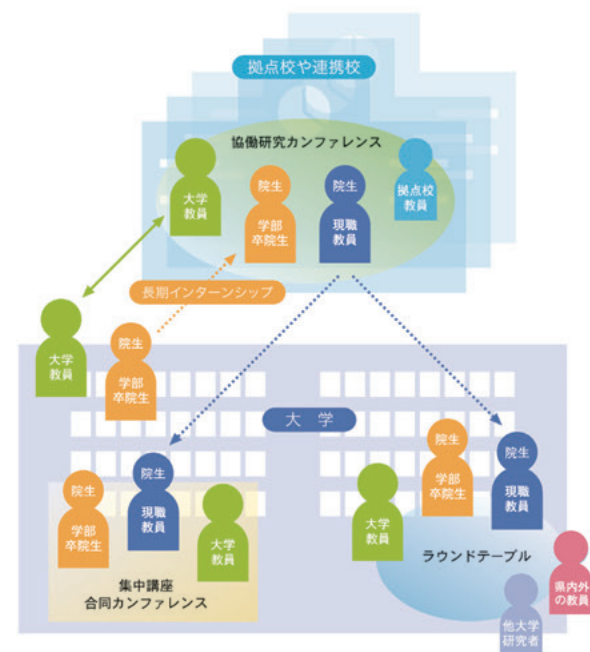 拠点校や連携校
協働研究カンファレンス
大学
教員
院生
学部
卒院生
院生
現職
教員
拠点校
教員
長期インターンシップ
大学
教員
院生
学部
卒院生
大 学
院生
学部
卒院生
院生
現職
教員
大学
教員
集中講座
合同カンファレンス
大学
教員
院生
学部
卒院生
院生
現職
教員
ラウンドテーブル
県内外
の教員
他大学
研究者